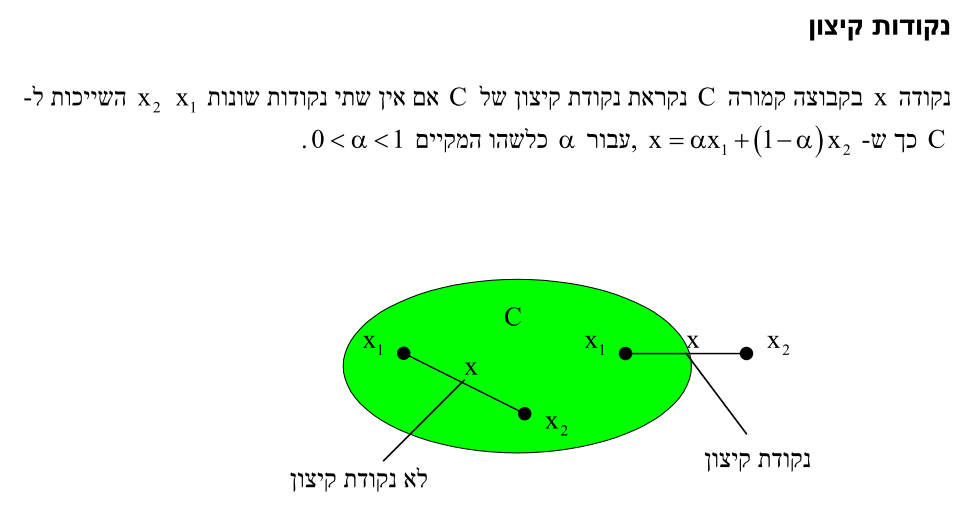 נקודות קיצון
נקודה x בקבוצה קמורה C נקראת נקודת קיצון של C אם אין שתי נקודות שונות x₁ x₂ השייכות ל-
C כך ש- x = αx₁ + (1 − α)x₂ ,עבור α כלשהו המקיים 0 < α < 1 .
C
x₁
x
x₂
x₁
x
x₂
נקודת קיצון
לא נקודת קיצון